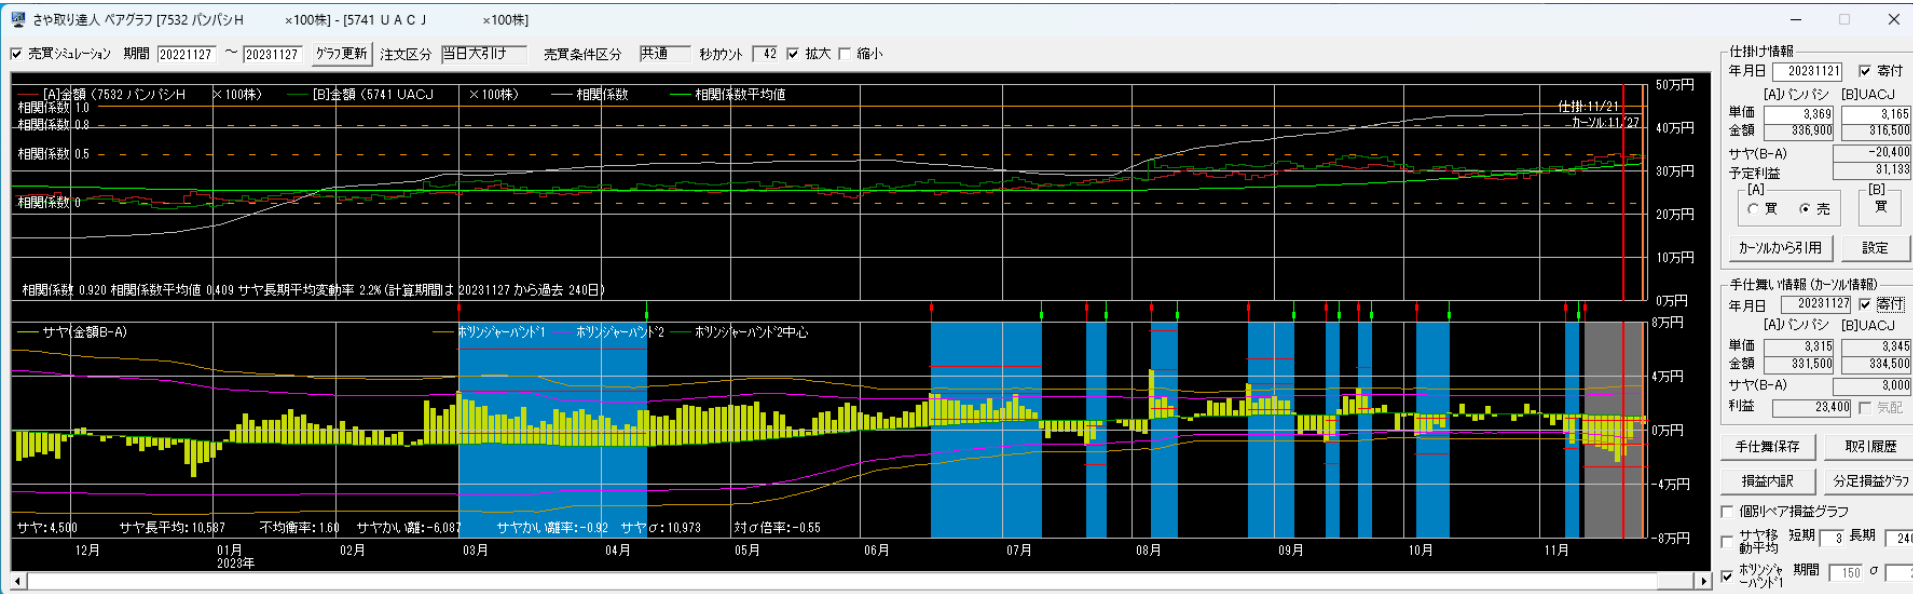 さや取り達人 ペアグラフ [7532 パンパシH ×100株] - [5741 ＵＡＣＪ ×100株]
売買シミュレーション 期間 20221127 ～ 20231127 グラフ更新 注文区分 当日大引け 売買条件区分 共通 秒カウント 42 拡大 縮小
[A]金額 (7532 パンパシH ×100株) [B]金額 (5741 UACJ ×100株) 相関係数 相関係数平均値
相関係数 1.0
相関係数 0.8
相関係数 0.5
相関係数 0
仕掛:11/21
カーソル:11/27
50万円
40万円
30万円
20万円
10万円
0万円
相関係数 0.920 相関係数平均値 0.409 サヤ長期平均変動率 2.2% (計算期間は 20231127 から過去 240日)
サヤ(金額B-A) ボリンジャーバンド1 ボリンジャーバンド2 ボリンジャーバンド2中心
8万円
4万円
0万円
-4万円
-8万円
サヤ:4,500 サヤ長平均:10,587 不均衡率:1.60 サヤかい離:-6,087 サヤかい離率:-0.92 サヤσ:10,973 対σ倍率:-0.55
12月 01月 02月 03月 04月 05月 06月 07月 08月 09月 10月 11月
2023年
仕掛け情報
年月日 20231121 寄付
[A]パンパシ [B]UACJ
単価 3,369 3,165
金額 336,900 316,500
サヤ(B-A) -20,400
予定利益 31,133
[A] [B]
買 売 買
カーソルから引用 設定
手仕舞い情報 (カーソル情報)
年月日 20231127 寄付
[A]パンパシ [B]UACJ
単価 3,315 3,345
金額 331,500 334,500
サヤ(B-A) 3,000
利益 23,400 気配
手仕舞保存 取引履歴
損益内訳 分足損益グラフ
個別ペア損益グラフ
サヤ移動平均 短期 3 長期 240
ボリンジャーバンド1 期間 150 σ 2